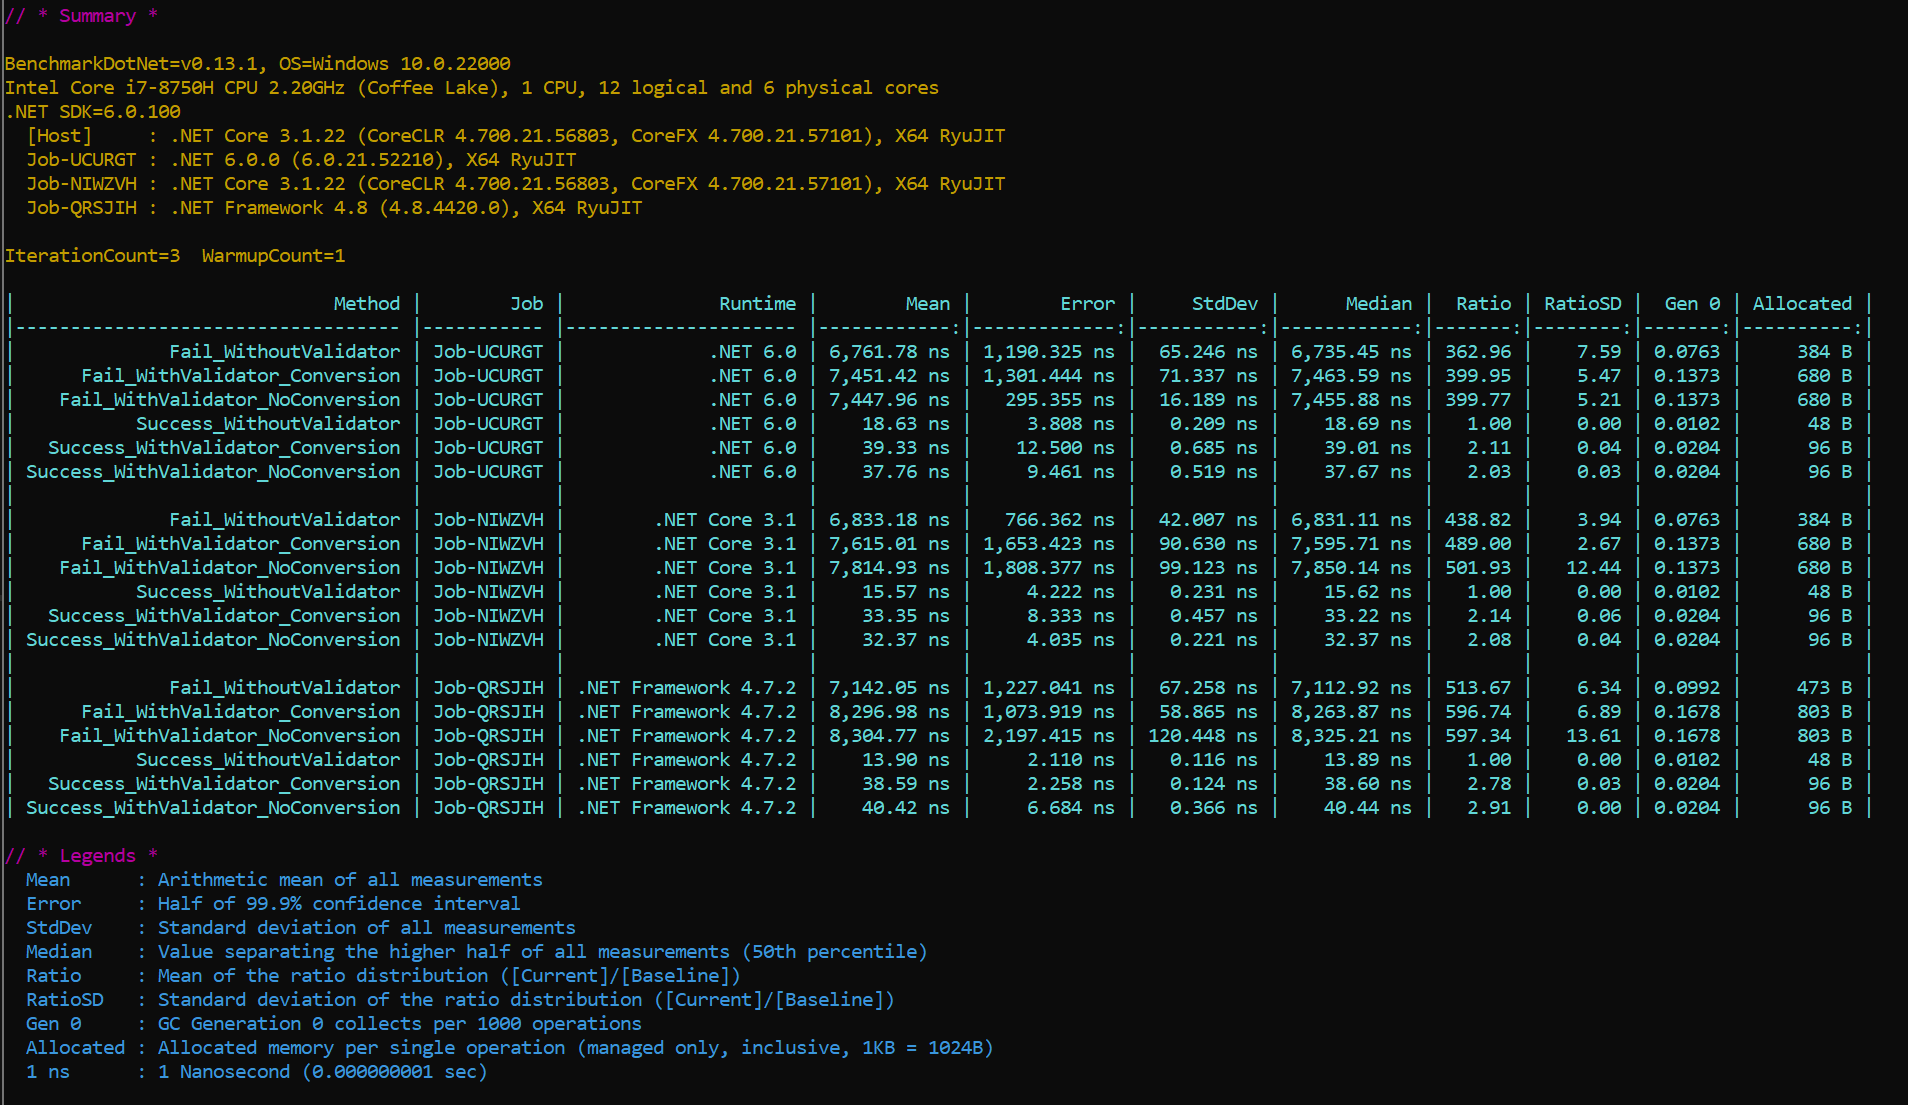 // * Summary *

BenchmarkDotNet=v0.13.1, OS=Windows 10.0.22000
Intel Core i7-8750H CPU 2.20GHz (Coffee Lake), 1 CPU, 12 logical and 6 physical cores
.NET SDK=6.0.100
  [Host]     : .NET Core 3.1.22 (CoreCLR 4.700.21.56803, CoreFX 4.700.21.57101), X64 RyuJIT
  Job-UCURGT : .NET 6.0.0 (6.0.21.52210), X64 RyuJIT
  Job-NIWZVH : .NET Core 3.1.22 (CoreCLR 4.700.21.56803, CoreFX 4.700.21.57101), X64 RyuJIT
  Job-QRSJIH : .NET Framework 4.8 (4.8.4420.0), X64 RyuJIT

IterationCount=3  WarmupCount=1

| Method | Job | Runtime | Mean | Error | StdDev | Median | Ratio | RatioSD | Gen 0 | Allocated |
|----------------------------------- |----------- |--------------------- |------------:|-------------:|-----------:|------------:|-------:|--------:|-------:|----------:|
| Fail_WithoutValidator | Job-UCURGT | .NET 6.0 | 6,761.78 ns | 1,190.325 ns | 65.246 ns | 6,735.45 ns | 362.96 | 7.59 | 0.0763 | 384 B |
| Fail_WithValidator_Conversion | Job-UCURGT | .NET 6.0 | 7,451.42 ns | 1,301.444 ns | 71.337 ns | 7,463.59 ns | 399.95 | 5.47 | 0.1373 | 680 B |
| Fail_WithValidator_NoConversion | Job-UCURGT | .NET 6.0 | 7,447.96 ns | 295.355 ns | 16.189 ns | 7,455.88 ns | 399.77 | 5.21 | 0.1373 | 680 B |
| Success_WithoutValidator | Job-UCURGT | .NET 6.0 | 18.63 ns | 3.808 ns | 0.209 ns | 18.69 ns | 1.00 | 0.00 | 0.0102 | 48 B |
| Success_WithValidator_Conversion | Job-UCURGT | .NET 6.0 | 39.33 ns | 12.500 ns | 0.685 ns | 39.01 ns | 2.11 | 0.04 | 0.0204 | 96 B |
| Success_WithValidator_NoConversion | Job-UCURGT | .NET 6.0 | 37.76 ns | 9.461 ns | 0.519 ns | 37.67 ns | 2.03 | 0.03 | 0.0204 | 96 B |
| | | | | | | | | | | |
| Fail_WithoutValidator | Job-NIWZVH | .NET Core 3.1 | 6,833.18 ns | 766.362 ns | 42.007 ns | 6,831.11 ns | 438.82 | 3.94 | 0.0763 | 384 B |
| Fail_WithValidator_Conversion | Job-NIWZVH | .NET Core 3.1 | 7,615.01 ns | 1,653.423 ns | 90.630 ns | 7,595.71 ns | 489.00 | 2.67 | 0.1373 | 680 B |
| Fail_WithValidator_NoConversion | Job-NIWZVH | .NET Core 3.1 | 7,814.93 ns | 1,808.377 ns | 99.123 ns | 7,850.14 ns | 501.93 | 12.44 | 0.1373 | 680 B |
| Success_WithoutValidator | Job-NIWZVH | .NET Core 3.1 | 15.57 ns | 4.222 ns | 0.231 ns | 15.62 ns | 1.00 | 0.00 | 0.0102 | 48 B |
| Success_WithValidator_Conversion | Job-NIWZVH | .NET Core 3.1 | 33.35 ns | 8.333 ns | 0.457 ns | 33.22 ns | 2.14 | 0.06 | 0.0204 | 96 B |
| Success_WithValidator_NoConversion | Job-NIWZVH | .NET Core 3.1 | 32.37 ns | 4.035 ns | 0.221 ns | 32.37 ns | 2.08 | 0.04 | 0.0204 | 96 B |
| | | | | | | | | | | |
| Fail_WithoutValidator | Job-QRSJIH | .NET Framework 4.7.2 | 7,142.05 ns | 1,227.041 ns | 67.258 ns | 7,112.92 ns | 513.67 | 6.34 | 0.0992 | 473 B |
| Fail_WithValidator_Conversion | Job-QRSJIH | .NET Framework 4.7.2 | 8,296.98 ns | 1,073.919 ns | 58.865 ns | 8,263.87 ns | 596.74 | 6.89 | 0.1678 | 803 B |
| Fail_WithValidator_NoConversion | Job-QRSJIH | .NET Framework 4.7.2 | 8,304.77 ns | 2,197.415 ns | 120.448 ns | 8,325.21 ns | 597.34 | 13.61 | 0.1678 | 803 B |
| Success_WithoutValidator | Job-QRSJIH | .NET Framework 4.7.2 | 13.90 ns | 2.110 ns | 0.116 ns | 13.89 ns | 1.00 | 0.00 | 0.0102 | 48 B |
| Success_WithValidator_Conversion | Job-QRSJIH | .NET Framework 4.7.2 | 38.59 ns | 2.258 ns | 0.124 ns | 38.60 ns | 2.78 | 0.03 | 0.0204 | 96 B |
| Success_WithValidator_NoConversion | Job-QRSJIH | .NET Framework 4.7.2 | 40.42 ns | 6.684 ns | 0.366 ns | 40.44 ns | 2.91 | 0.00 | 0.0204 | 96 B |

// * Legends *
  Mean      : Arithmetic mean of all measurements
  Error     : Half of 99.9% confidence interval
  StdDev    : Standard deviation of all measurements
  Median    : Value separating the higher half of all measurements (50th percentile)
  Ratio     : Mean of the ratio distribution ([Current]/[Baseline])
  RatioSD   : Standard deviation of the ratio distribution ([Current]/[Baseline])
  Gen 0     : GC Generation 0 collects per 1000 operations
  Allocated : Allocated memory per single operation (managed only, inclusive, 1KB = 1024B)
  1 ns      : 1 Nanosecond (0.000000001 sec)